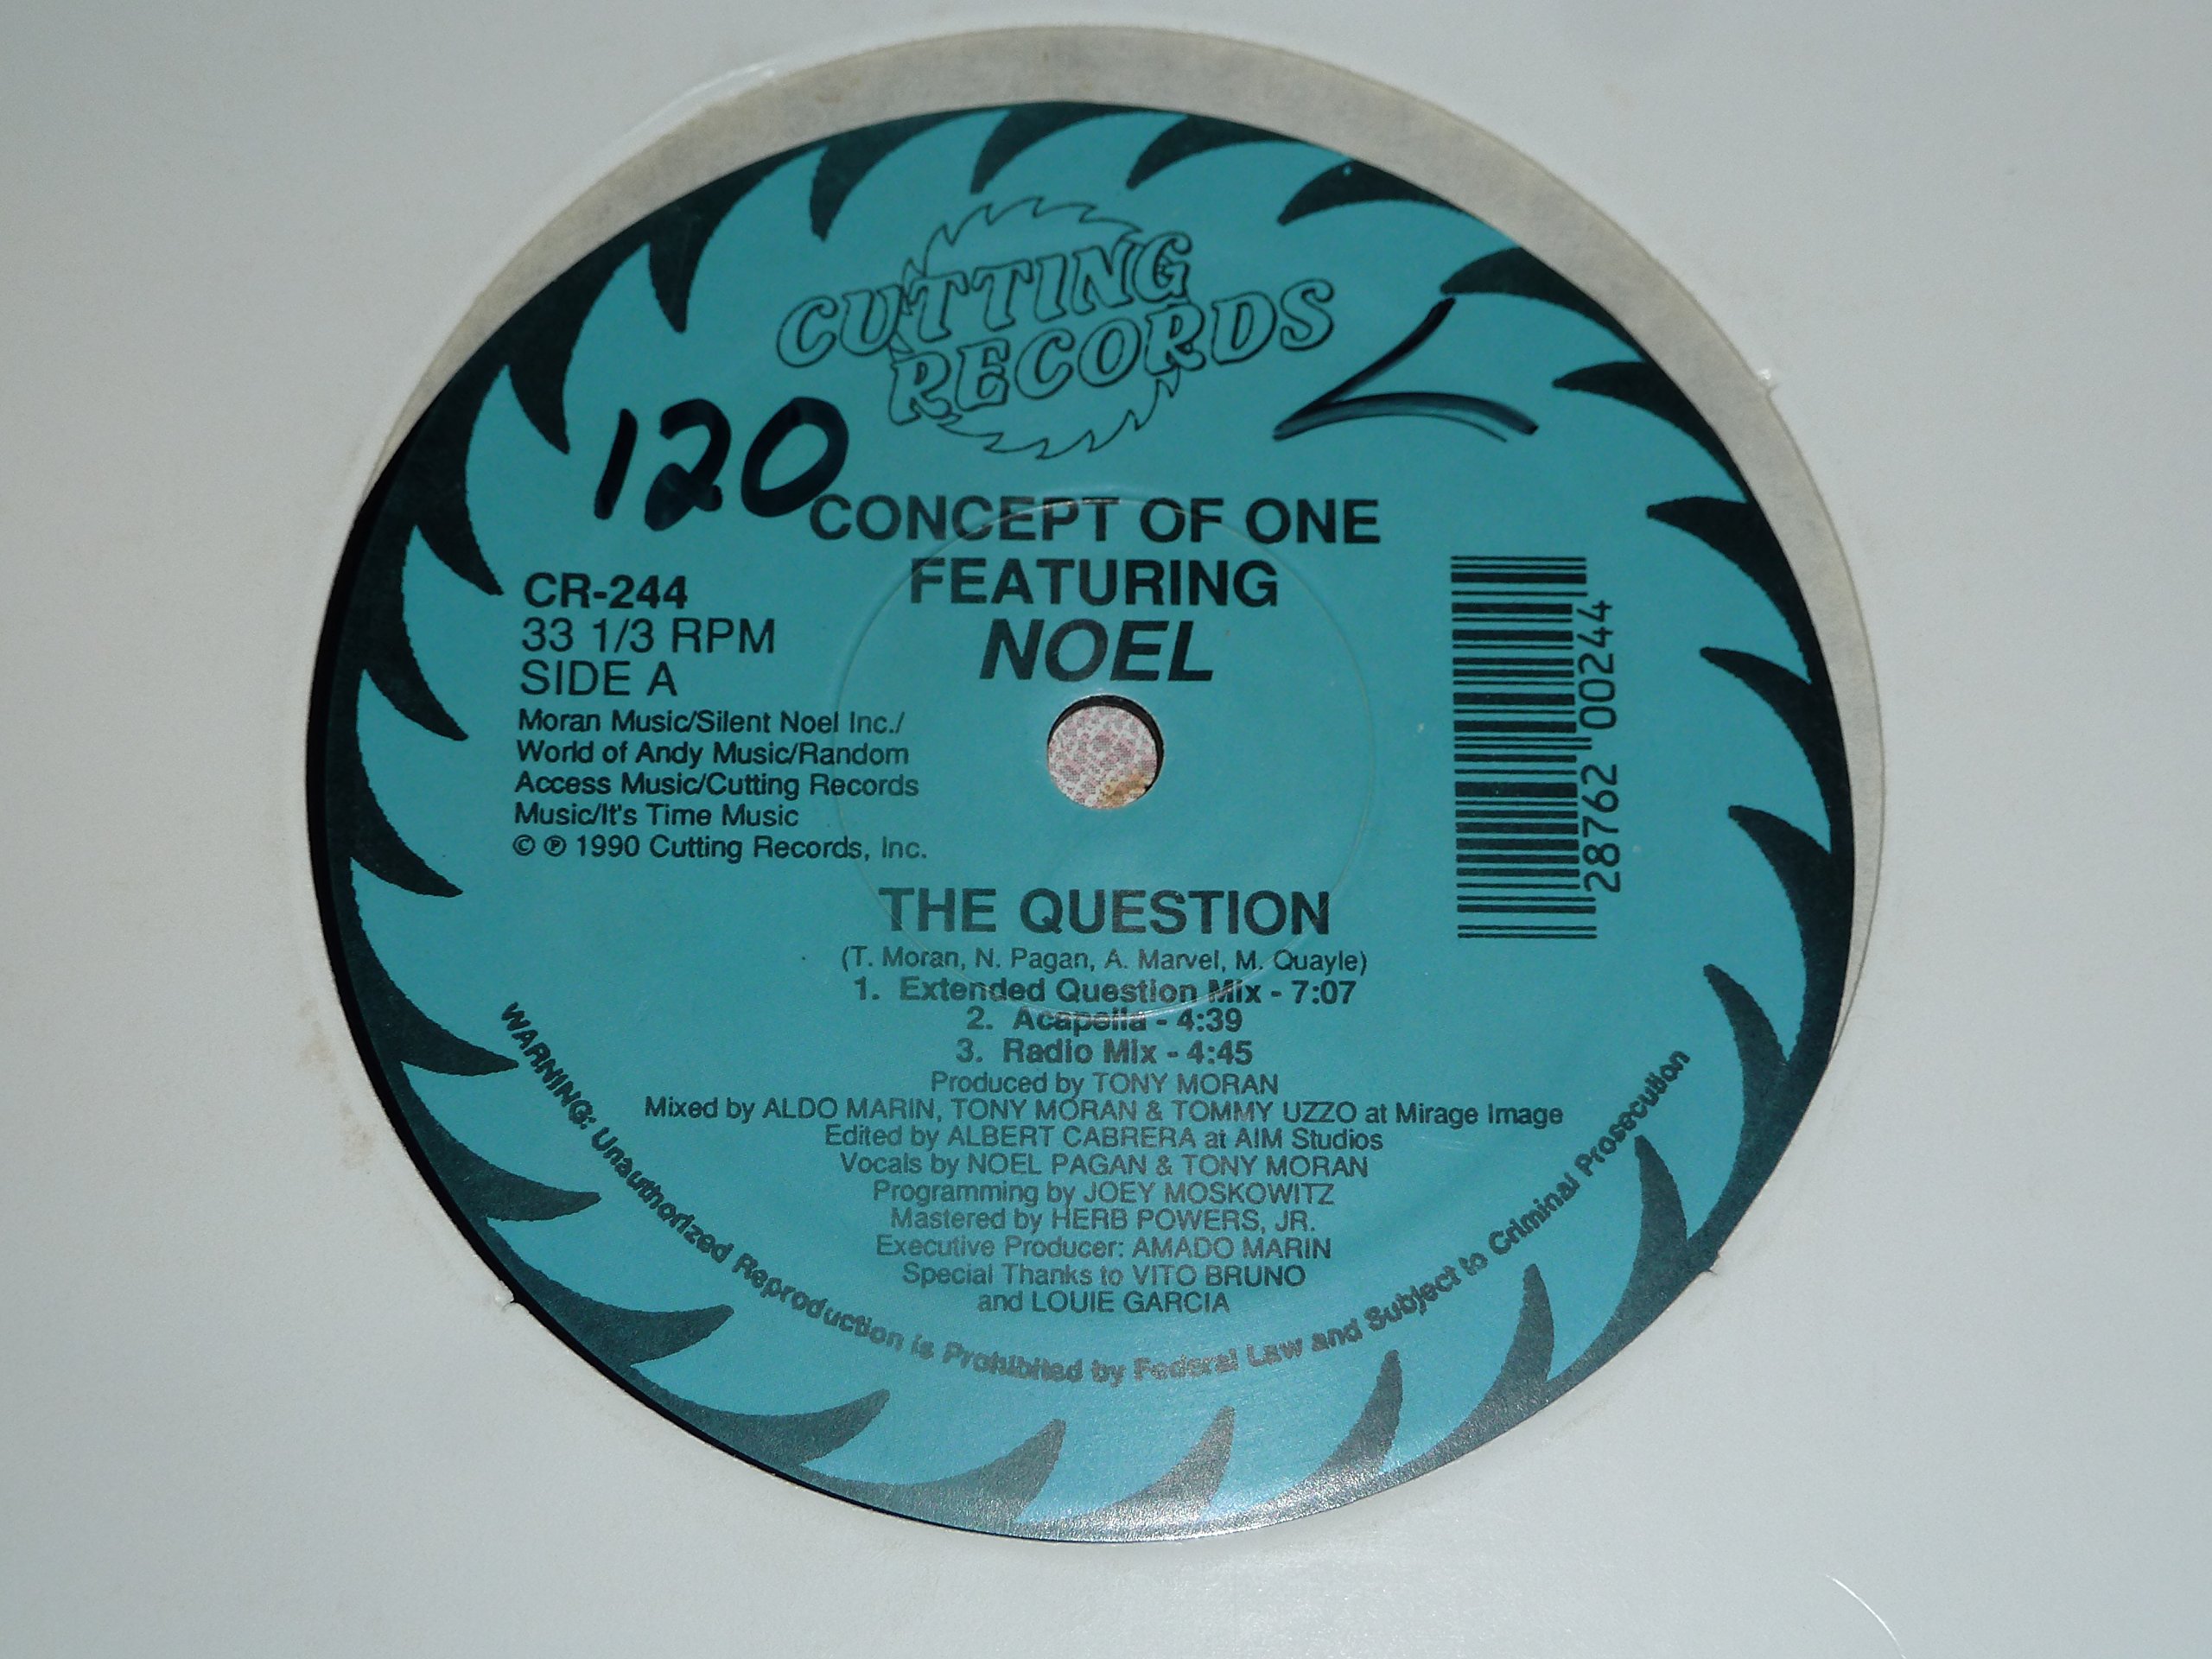 CUTTING
RECORDS
120
CONCEPT OF ONE
FEATURING
NOEL
CR-244
33 1/3 RPM
SIDE A
Moran Music/Silent Noel Inc./
World of Andy Music/Random
Access Music/Cutting Records
Music/It's Time Music
© ℗ 1990 Cutting Records, Inc.
28762 00244
THE QUESTION
(T. Moran, N. Pagan, A. Marvel, M. Quayle)
1. Extended Question Mix - 7:07
2. Acapella - 4:39
3. Radio Mix - 4:45
Produced by TONY MORAN
Mixed by ALDO MARIN, TONY MORAN & TOMMY UZZO at Mirage Image
Edited by ALBERT CABRERA at AIM Studios
Vocals by NOEL PAGAN & TONY MORAN
Programming by JOEY MOSKOWITZ
Mastered by HERB POWERS, JR.
Executive Producer: AMADO MARIN
Special Thanks to VITO BRUNO
and LOUIE GARCIA
WARNING: Unauthorized Reproduction is Prohibited by Federal Law and Subject to Criminal Prosecution